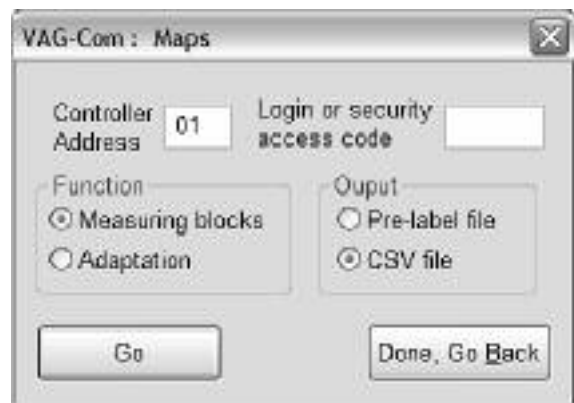 VAG-Com : Maps
Controller
Address
01
Login or security
access code
Function
Measuring blocks
Adaptation
Ouput
Pre-label file
CSV file
Go
Done, Go Back